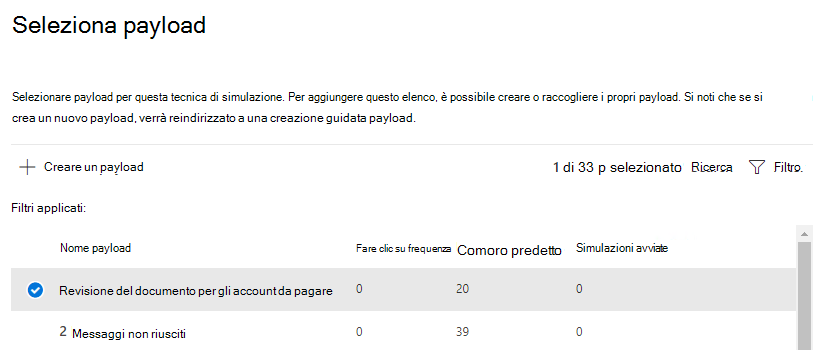 Seleziona payload
Selezionare payload per questa tecnica di simulazione. Per aggiungere questo elenco, è possibile creare o raccogliere i propri payload. Si noti che se si
crea un nuovo payload, verrà reindirizzato a una creazione guidata payload.
Creare un payload 1 di 33 p selezionato Ricerca Filtro.
Filtri applicati:
Nome payload Fare clic su frequenza Comoro predetto Simulazioni avviate
Revisione del documento per gli account da pagare 0 20 0
2 Messaggi non riusciti 0 39 0